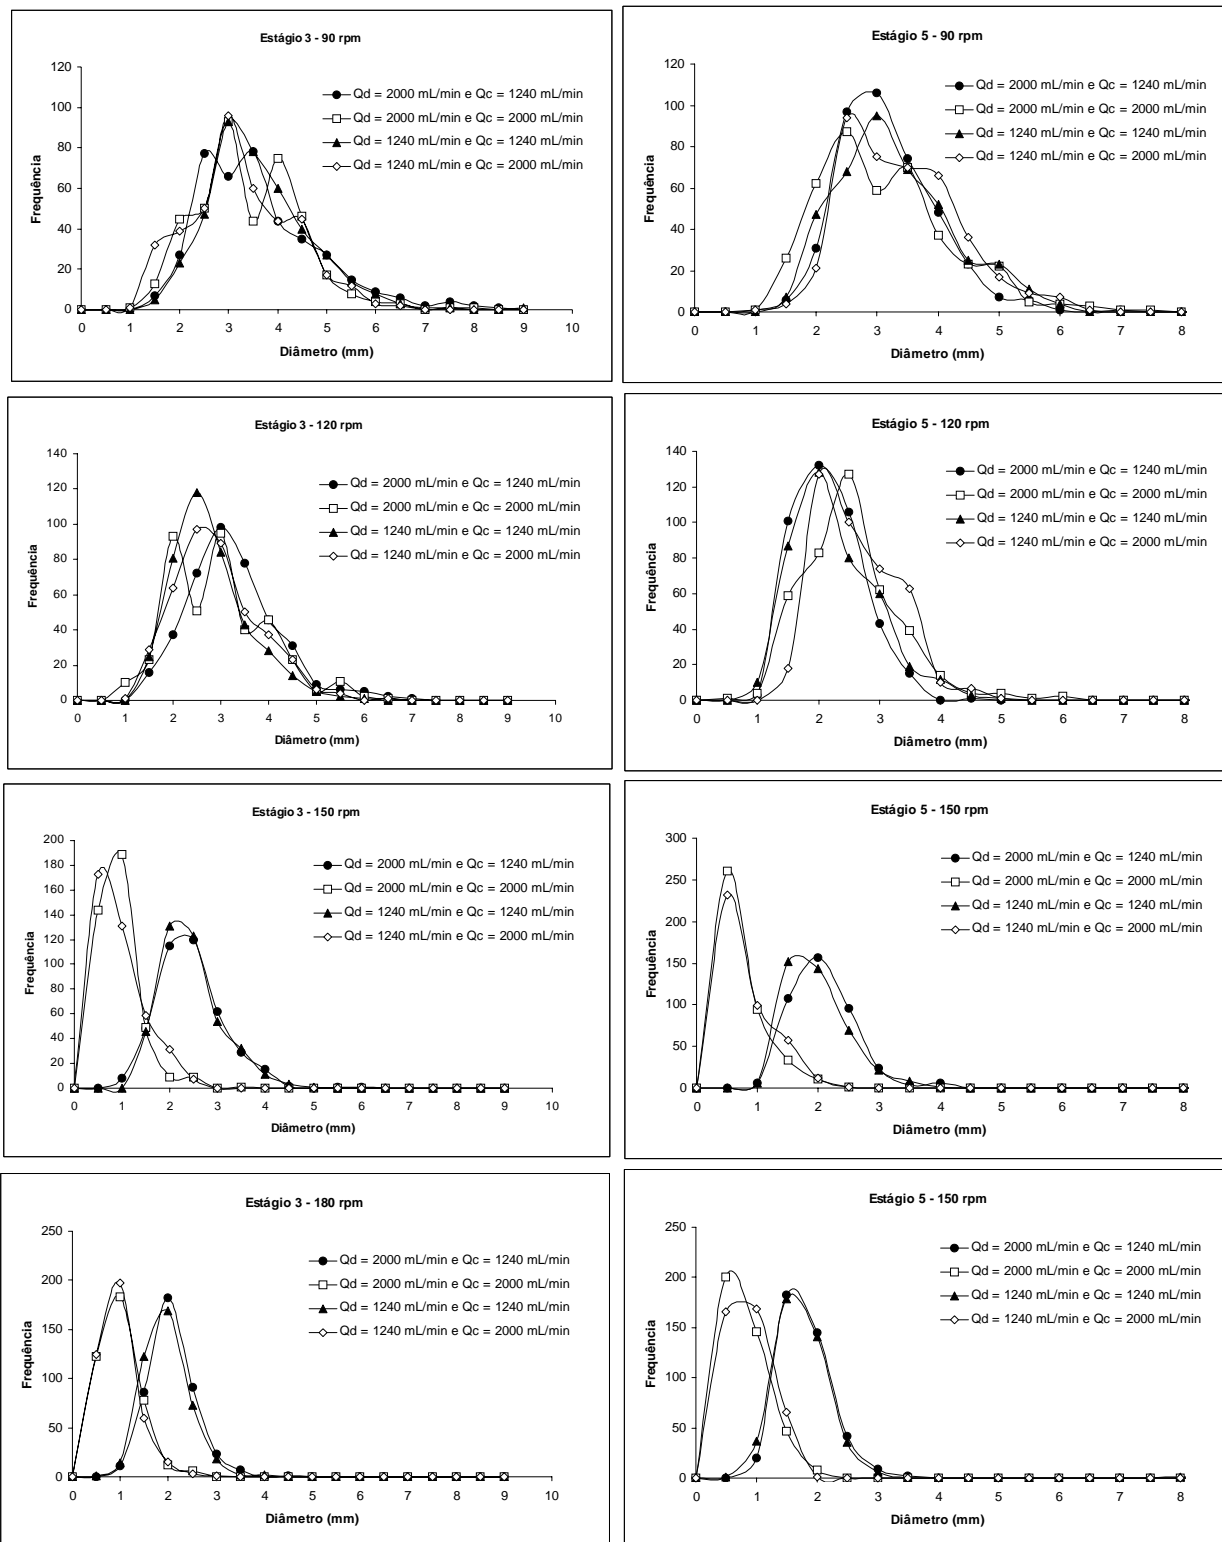 Estágio 3 - 90 rpm
Frequência
120
100
80
60
40
20
0
Qd = 2000 mL/min e Qc = 1240 mL/min
Qd = 2000 mL/min e Qc = 2000 mL/min
Qd = 1240 mL/min e Qc = 1240 mL/min
Qd = 1240 mL/min e Qc = 2000 mL/min
0 1 2 3 4 5 6 7 8 9 10
Diâmetro (mm)
Estágio 5 - 90 rpm
Frequência
120
100
80
60
40
20
0
Qd = 2000 mL/min e Qc = 1240 mL/min
Qd = 2000 mL/min e Qc = 2000 mL/min
Qd = 1240 mL/min e Qc = 1240 mL/min
Qd = 1240 mL/min e Qc = 2000 mL/min
0 1 2 3 4 5 6 7 8
Diâmetro (mm)
Estágio 3 - 120 rpm
Frequência
140
120
100
80
60
40
20
0
Qd = 2000 mL/min e Qc = 1240 mL/min
Qd = 2000 mL/min e Qc = 2000 mL/min
Qd = 1240 mL/min e Qc = 1240 mL/min
Qd = 1240 mL/min e Qc = 2000 mL/min
0 1 2 3 4 5 6 7 8 9 10
Diâmetro (mm)
Estágio 5 - 120 rpm
Frequência
140
120
100
80
60
40
20
0
Qd = 2000 mL/min e Qc = 1240 mL/min
Qd = 2000 mL/min e Qc = 2000 mL/min
Qd = 1240 mL/min e Qc = 1240 mL/min
Qd = 1240 mL/min e Qc = 2000 mL/min
0 1 2 3 4 5 6 7 8
Diâmetro (mm)
Estágio 3 - 150 rpm
Frequência
200
180
160
140
120
100
80
60
40
20
0
Qd = 2000 mL/min e Qc = 1240 mL/min
Qd = 2000 mL/min e Qc = 2000 mL/min
Qd = 1240 mL/min e Qc = 1240 mL/min
Qd = 1240 mL/min e Qc = 2000 mL/min
0 1 2 3 4 5 6 7 8 9 10
Diâmetro (mm)
Estágio 5 - 150 rpm
Frequência
300
250
200
150
100
50
0
Qd = 2000 mL/min e Qc = 1240 mL/min
Qd = 2000 mL/min e Qc = 2000 mL/min
Qd = 1240 mL/min e Qc = 1240 mL/min
Qd = 1240 mL/min e Qc = 2000 mL/min
0 1 2 3 4 5 6 7 8
Diâmetro (mm)
Estágio 3 - 180 rpm
Frequência
250
200
150
100
50
0
Qd = 2000 mL/min e Qc = 1240 mL/min
Qd = 2000 mL/min e Qc = 2000 mL/min
Qd = 1240 mL/min e Qc = 1240 mL/min
Qd = 1240 mL/min e Qc = 2000 mL/min
0 1 2 3 4 5 6 7 8 9 10
Diâmetro (mm)
Estágio 5 - 150 rpm
Frequência
250
200
150
100
50
0
Qd = 2000 mL/min e Qc = 1240 mL/min
Qd = 2000 mL/min e Qc = 2000 mL/min
Qd = 1240 mL/min e Qc = 1240 mL/min
Qd = 1240 mL/min e Qc = 2000 mL/min
0 1 2 3 4 5 6 7 8
Diâmetro (mm)